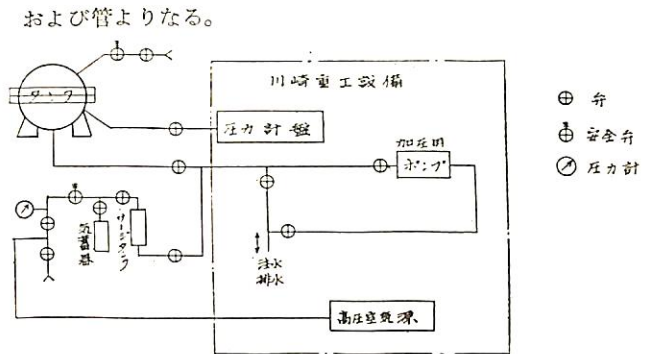 および管よりなる。
川崎重工設備
タンク
圧力計盤
加圧用
ポンプ
弁
安全弁
圧力計
気蓄器
サージタンク
注水
排水
高圧空気源